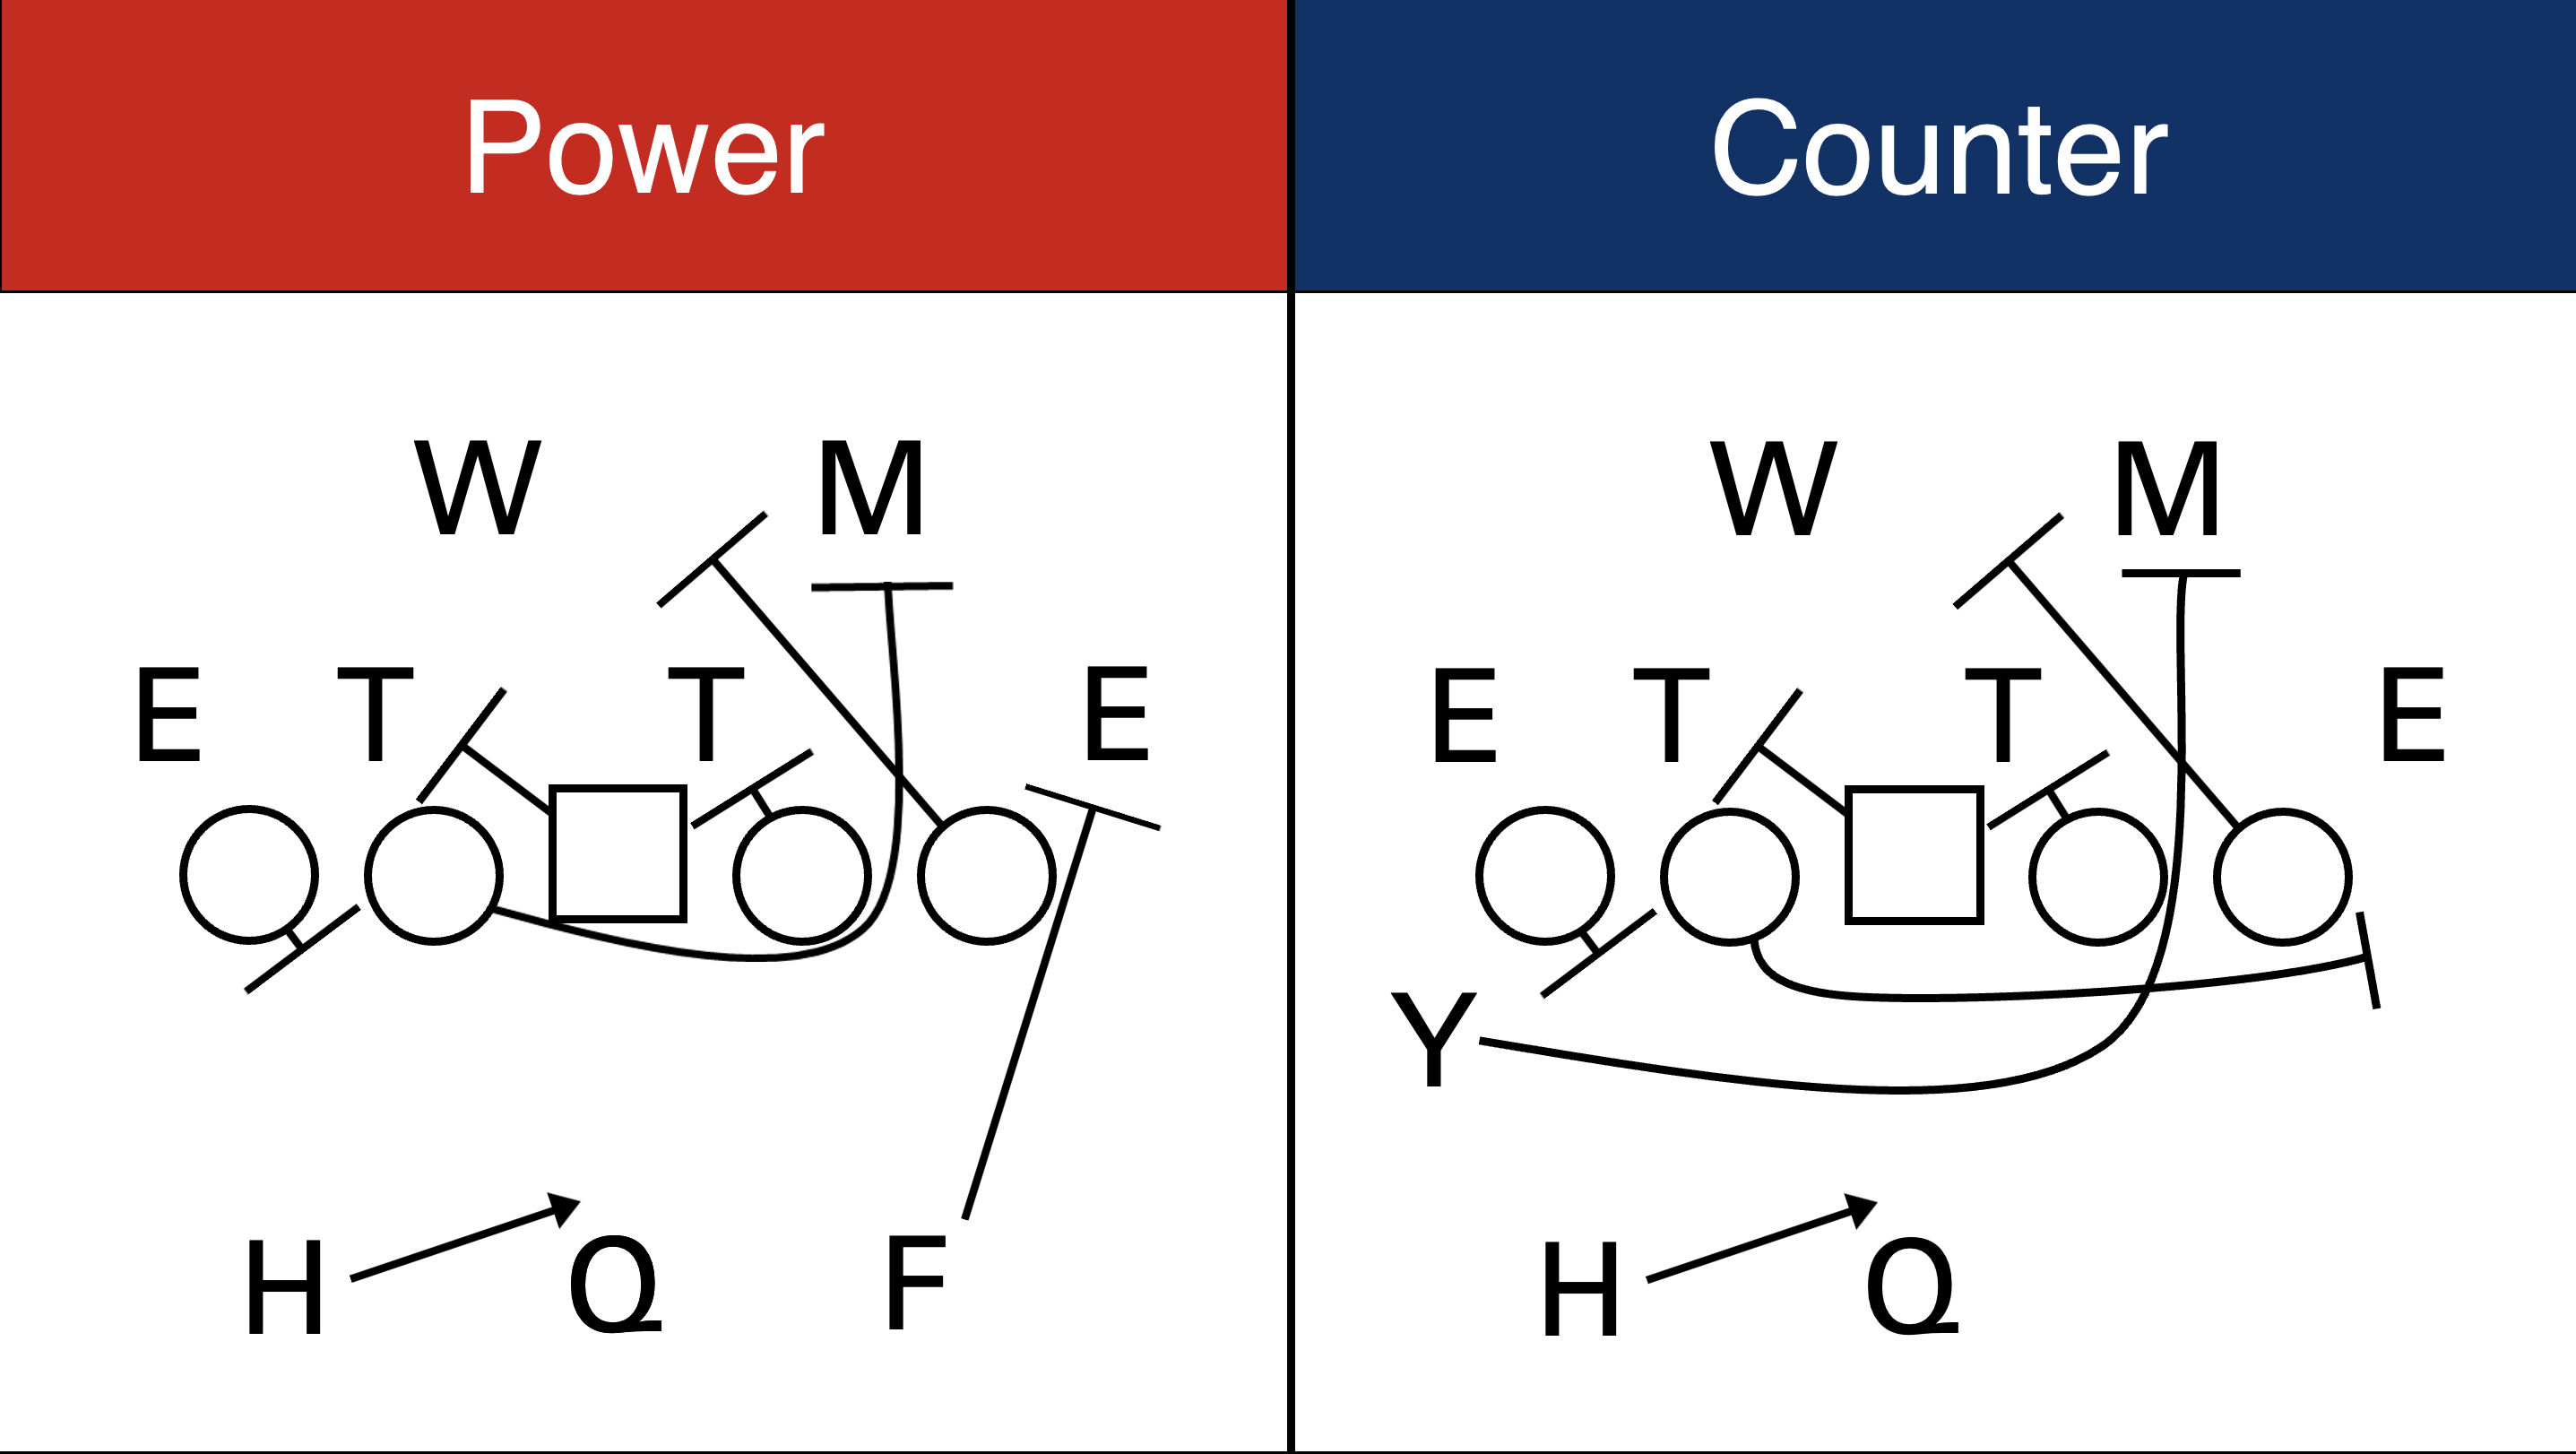 Power
Counter
W M
E T T E
H Q F
W M
E T T E
Y
H Q